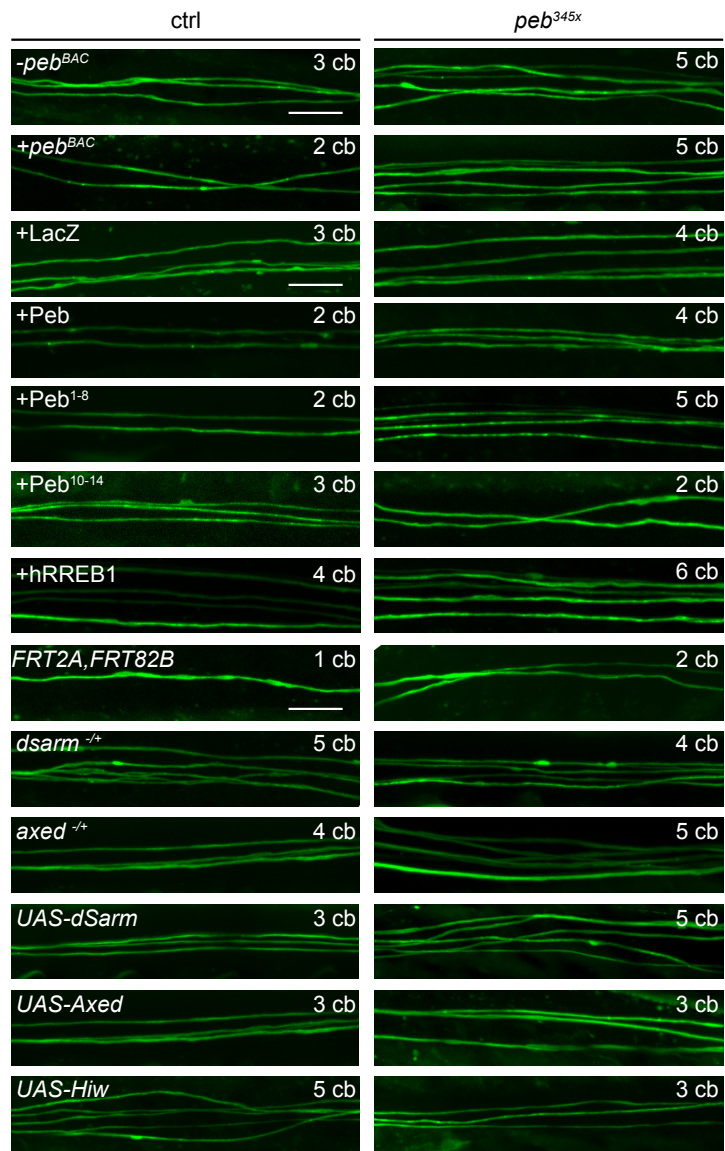 ctrl peb³⁴⁵ˣ
-pebᴮᴬᶜ 3 cb 5 cb
+pebᴮᴬᶜ 2 cb 5 cb
+LacZ 3 cb 4 cb
+Peb 2 cb 4 cb
+Peb¹⁻⁸ 2 cb 5 cb
+Peb¹⁰⁻¹⁴ 3 cb 2 cb
+hRREB1 4 cb 6 cb
FRT2A,FRT82B 1 cb 2 cb
dsarm ⁻/⁺ 5 cb 4 cb
axed ⁻/⁺ 4 cb 5 cb
UAS-dSarm 3 cb 5 cb
UAS-Axed 3 cb 3 cb
UAS-Hiw 5 cb 3 cb